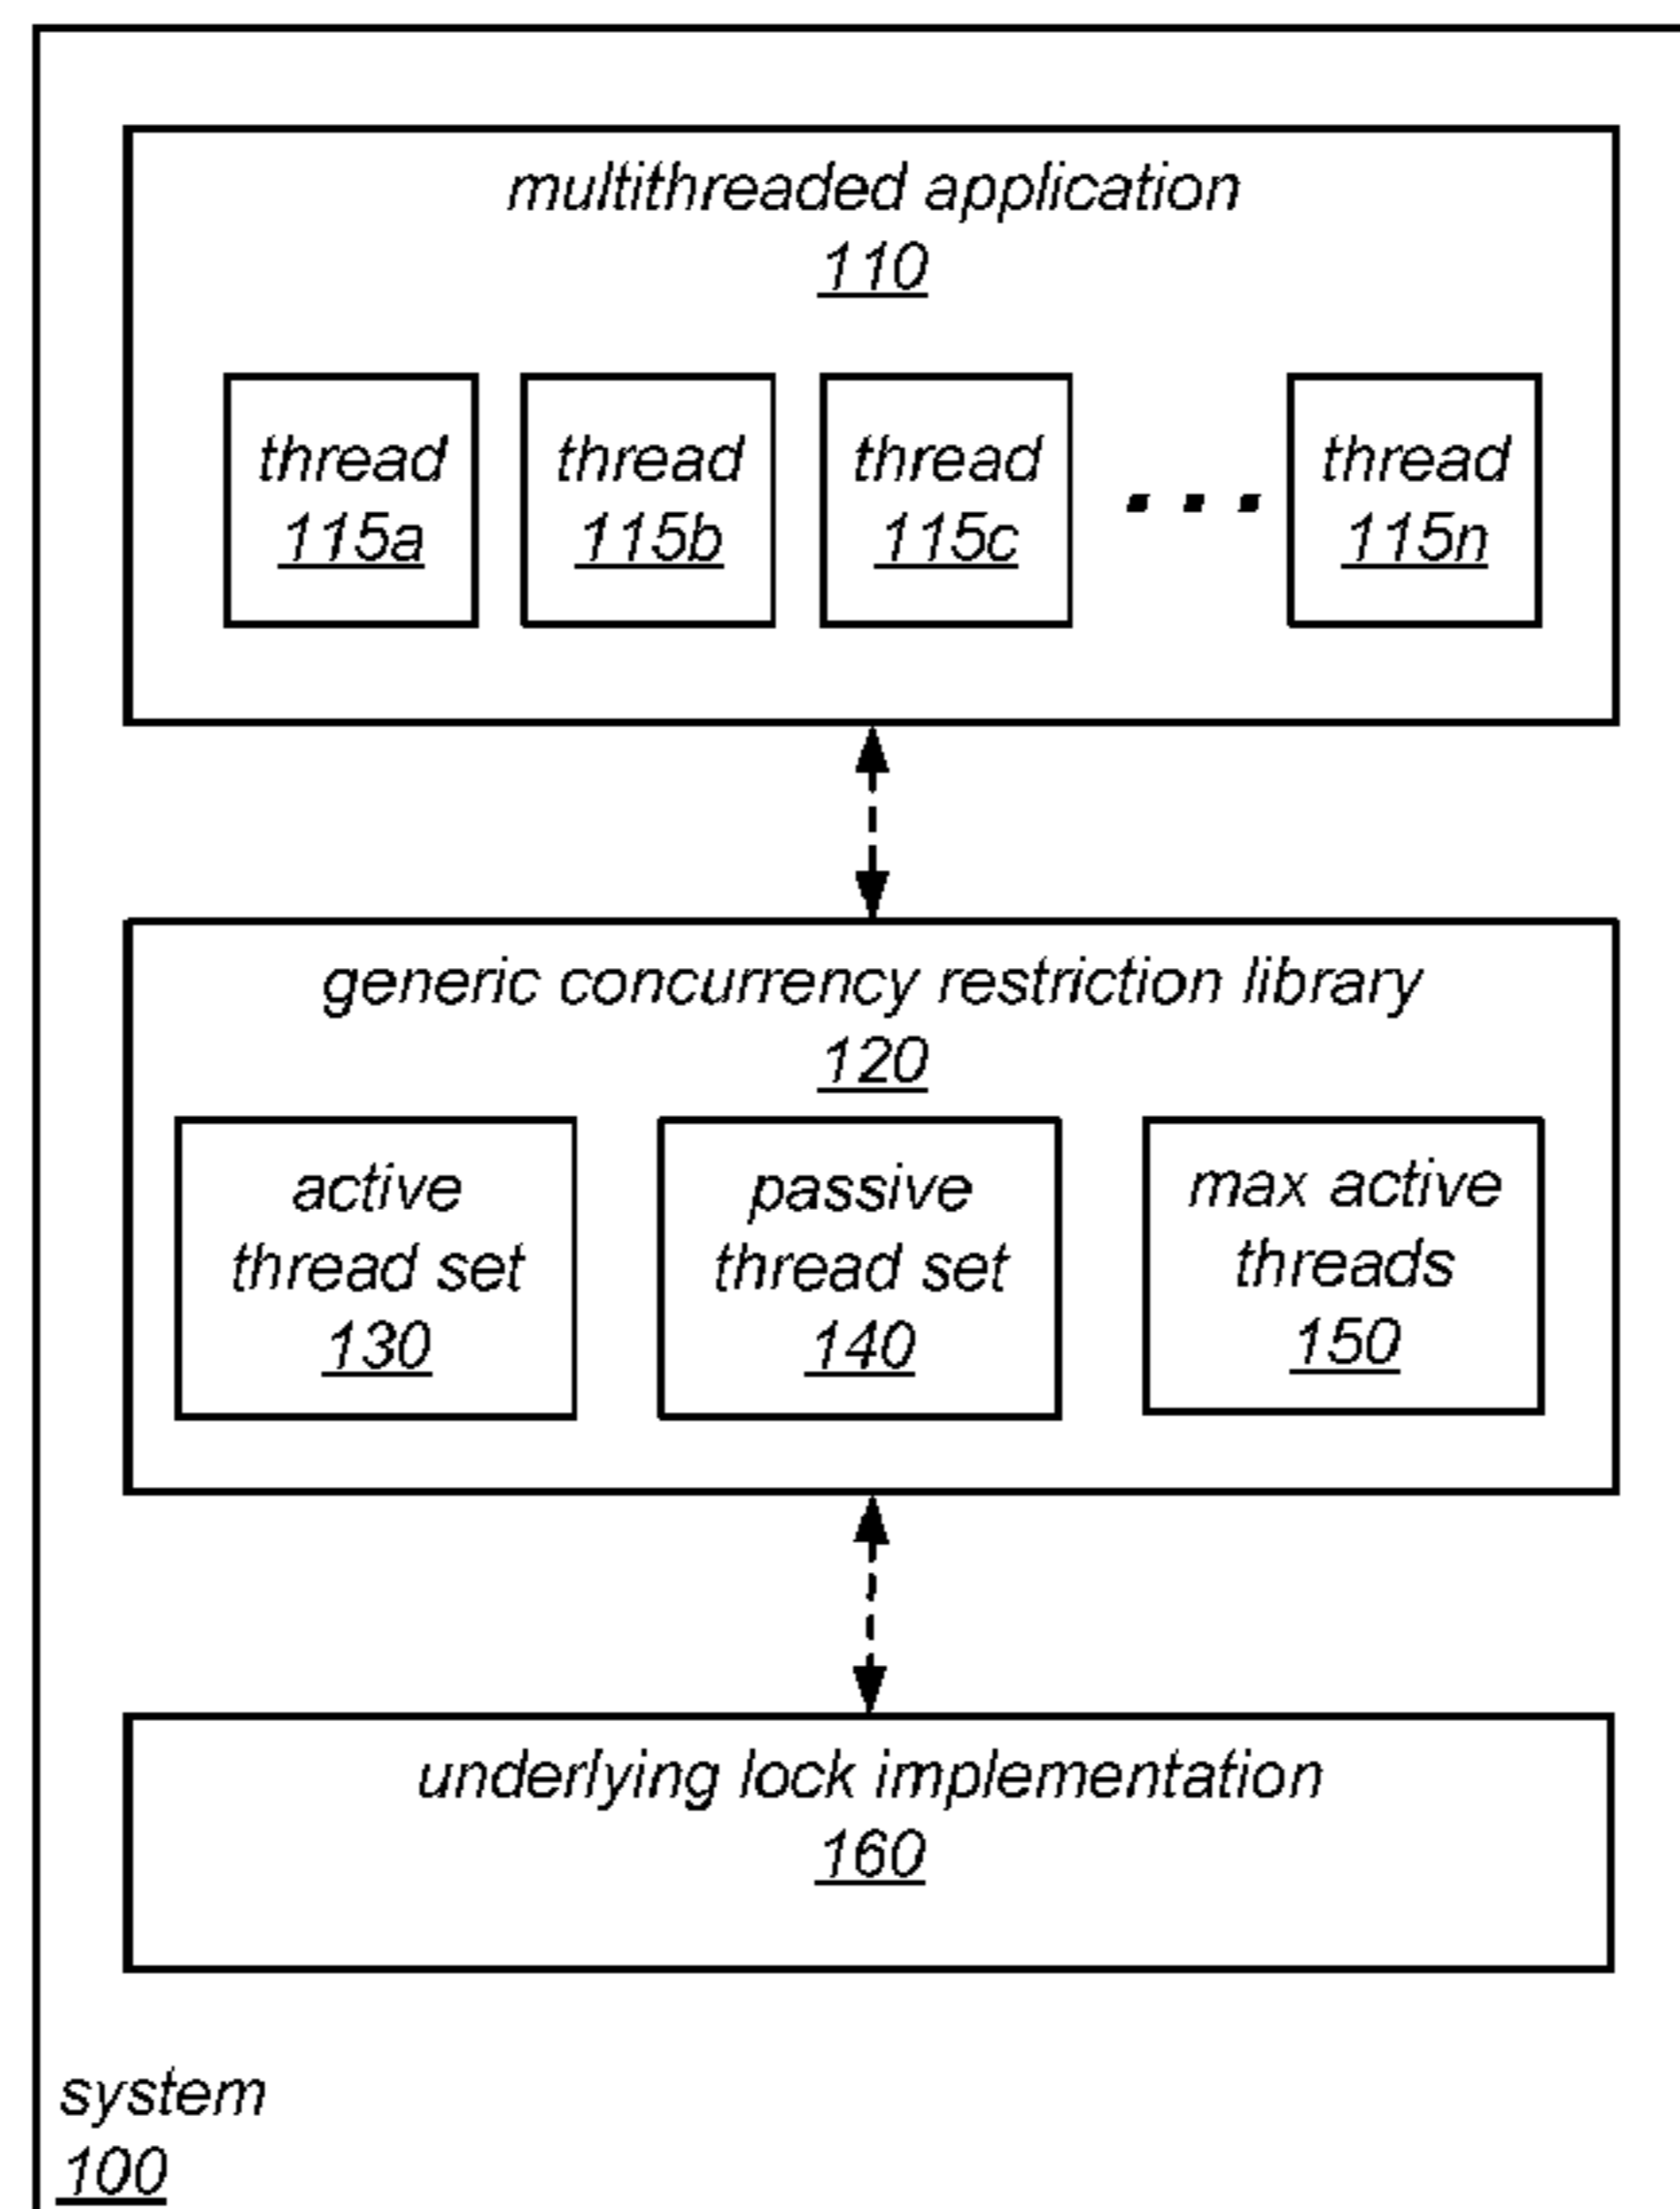 multithreaded application
110
thread thread thread ... thread
115a 115b 115c 115n
generic concurrency restriction library
120
active
thread set
130
passive
thread set
140
max active
threads
150
underlying lock implementation
160
system
100